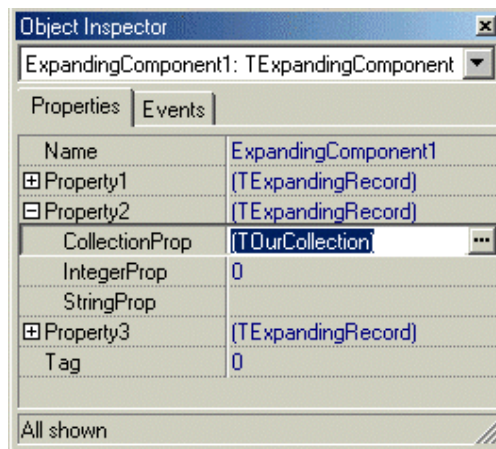 Object Inspector
ExpandingComponent1: TExpandingComponent
Properties Events
Name ExpandingComponent1
Property1 (TExpandingRecord)
Property2 (TExpandingRecord)
CollectionProp (TOurCollection)
IntegerProp 0
StringProp
Property3 (TExpandingRecord)
Tag 0
All shown